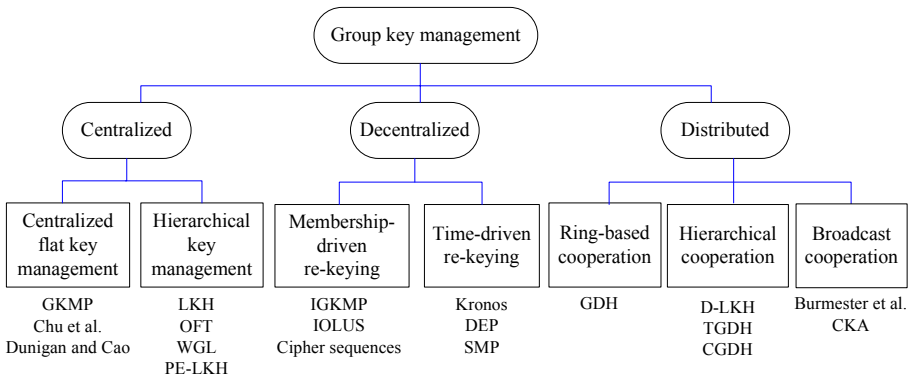 Group key management
Centralized
Decentralized
Distributed
Centralized
flat key
management
Hierarchical
key
management
Membership-
driven
re-keying
Time-driven
re-keying
Ring-based
cooperation
Hierarchical
cooperation
Broadcast
cooperation
GKMP
Chu et al.
Dunigan and Cao
LKH
OFT
WGL
PE-LKH
IGKMP
IOLUS
Cipher sequences
Kronos
DEP
SMP
GDH
D-LKH
TGDH
CGDH
Burmester et al.
CKA